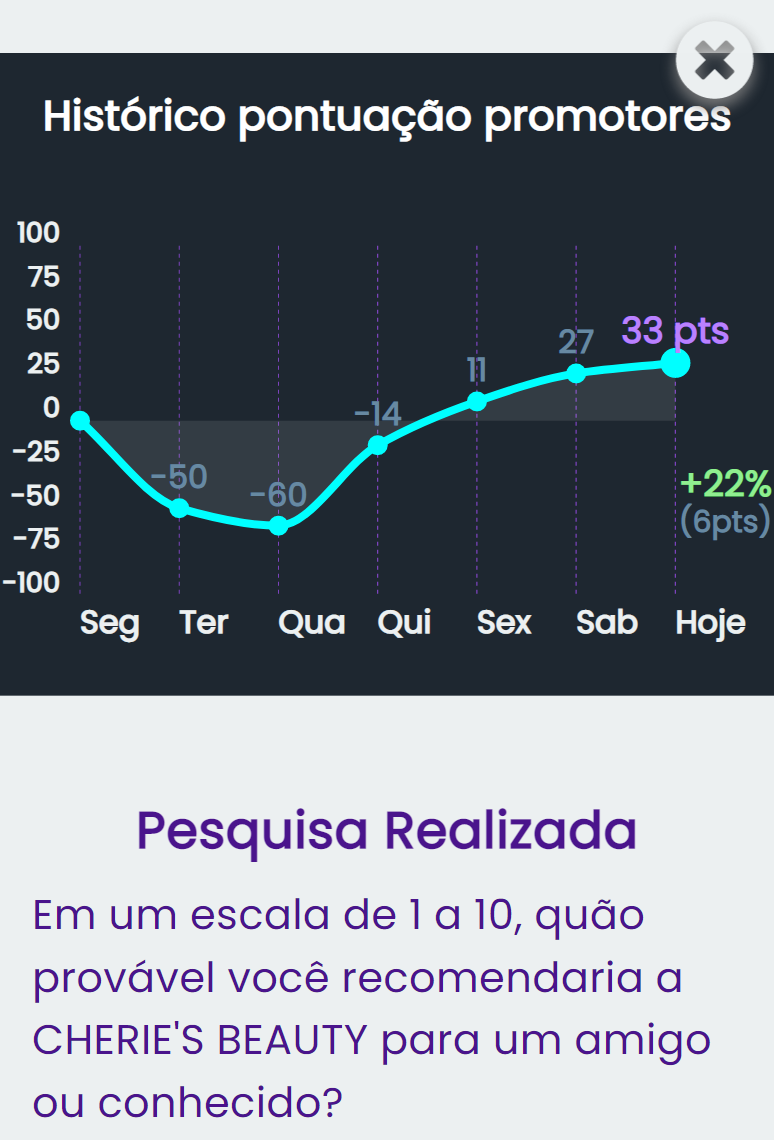 Histórico pontuação promotores
100
75
50
25
0
-25
-50
-75
-100
-50
-60
-14
11
27
33 pts
+22%
(6pts)
Seg Ter Qua Qui Sex Sab Hoje
Pesquisa Realizada
Em um escala de 1 a 10, quão
provável você recomendaria a
CHERIE'S BEAUTY para um amigo
ou conhecido?